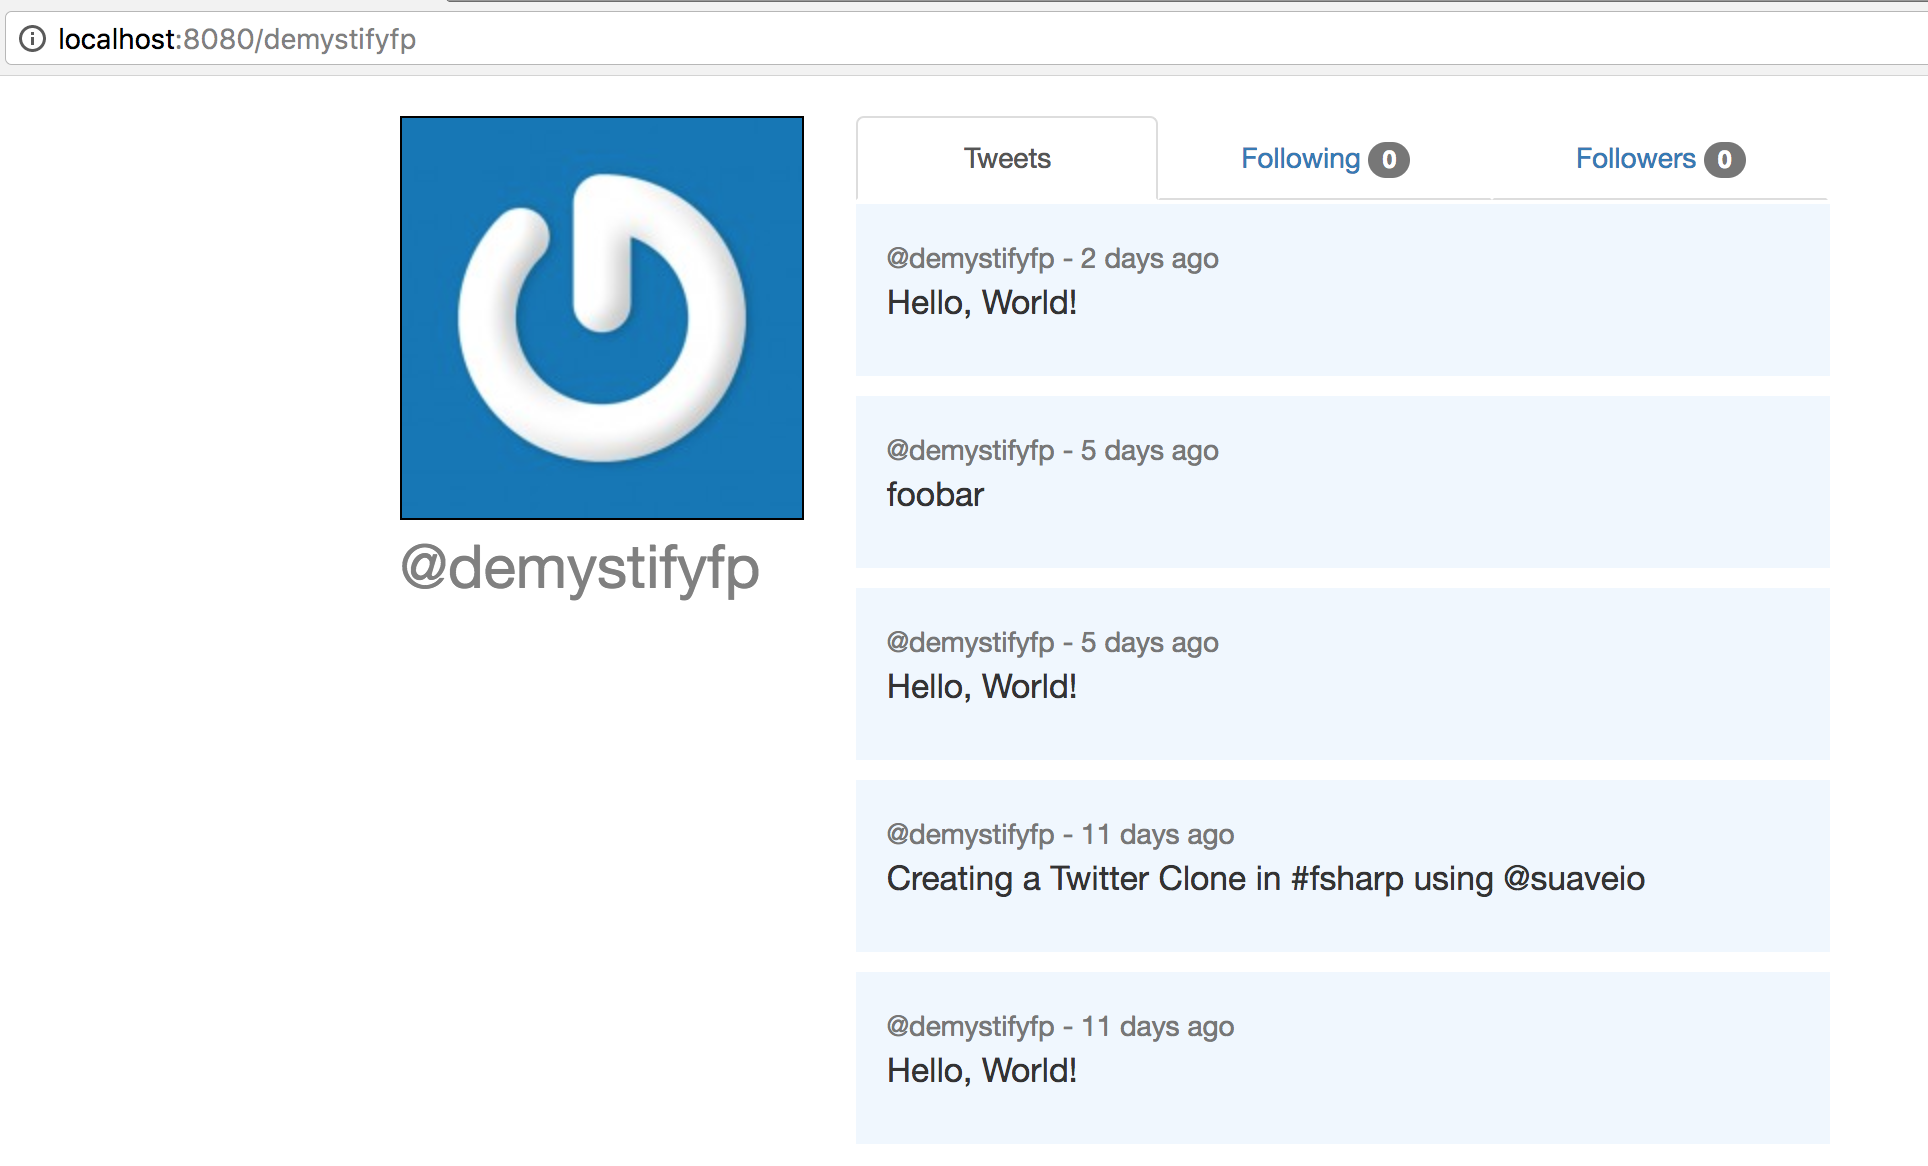 localhost:8080/demystifyfp
Tweets Following 0 Followers 0
@demystifyfp - 2 days ago
Hello, World!
@demystifyfp - 5 days ago
foobar
@demystifyfp
@demystifyfp - 5 days ago
Hello, World!
@demystifyfp - 11 days ago
Creating a Twitter Clone in #fsharp using @suaveio
@demystifyfp - 11 days ago
Hello, World!